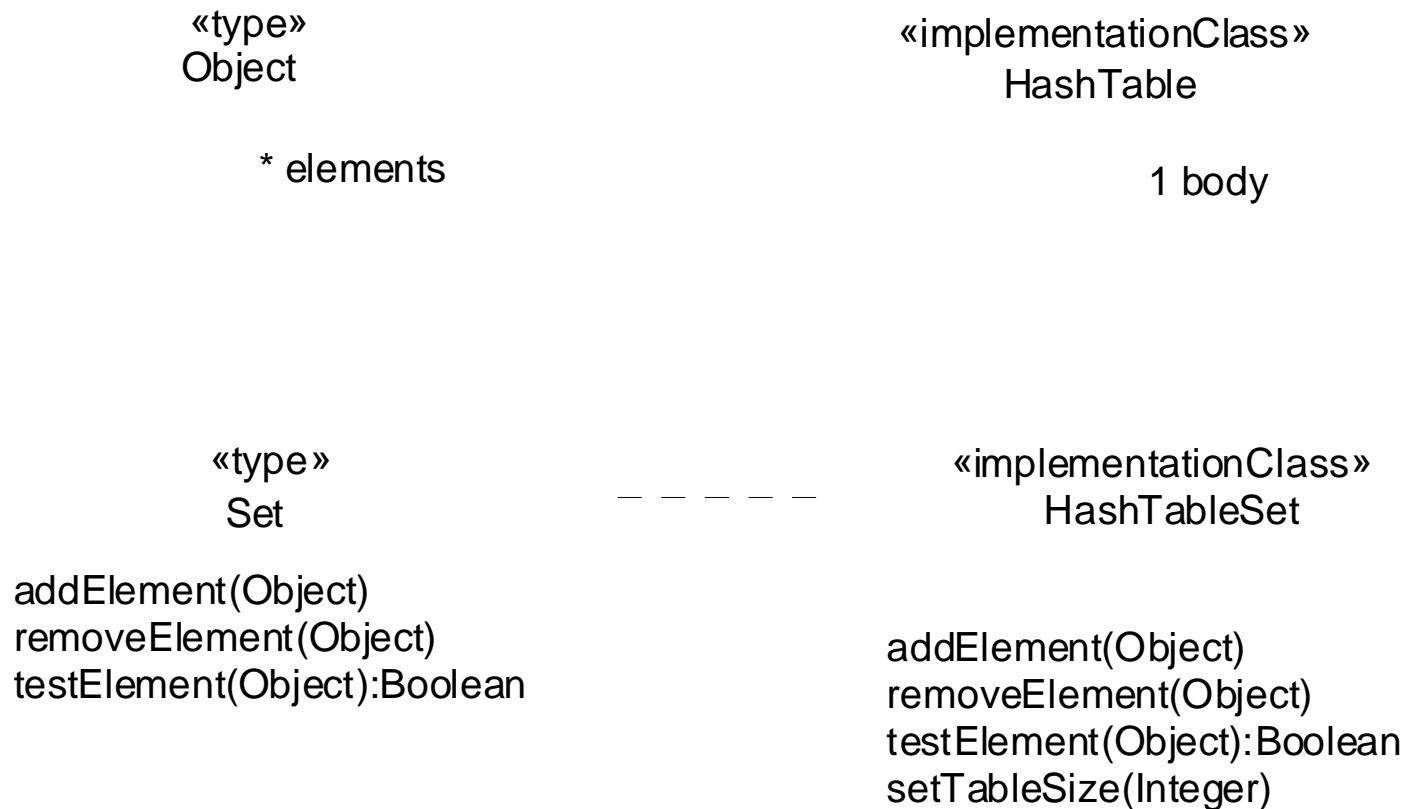 «type»
Object
* elements
«implementationClass»
HashTable
1 body
«type»
Set
addElement(Object)
removeElement(Object)
testElement(Object):Boolean
«implementationClass»
HashTableSet
addElement(Object)
removeElement(Object)
testElement(Object):Boolean
setTableSize(Integer)